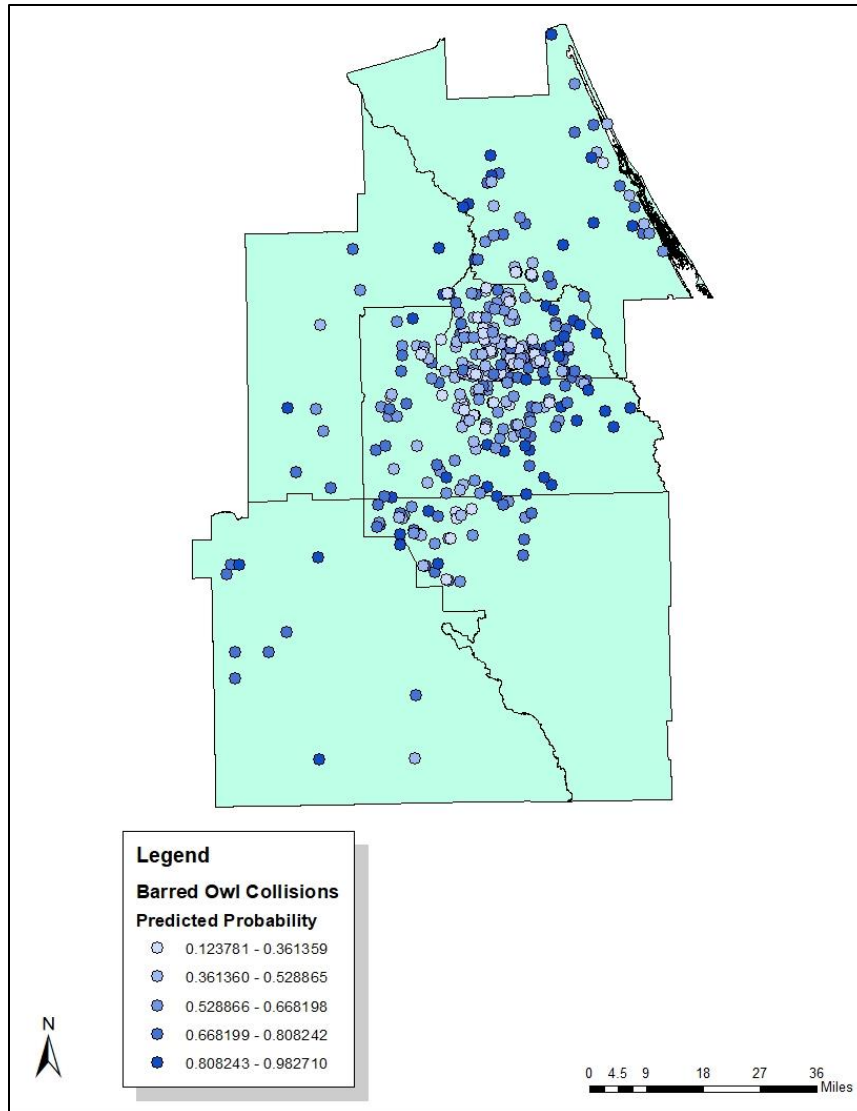 Legend
Barred Owl Collisions
Predicted Probability
0.123781 - 0.361359
0.361360 - 0.528865
0.528866 - 0.668198
0.668199 - 0.808242
0.808243 - 0.982710
N
0 4.5 9 18 27 36
Miles